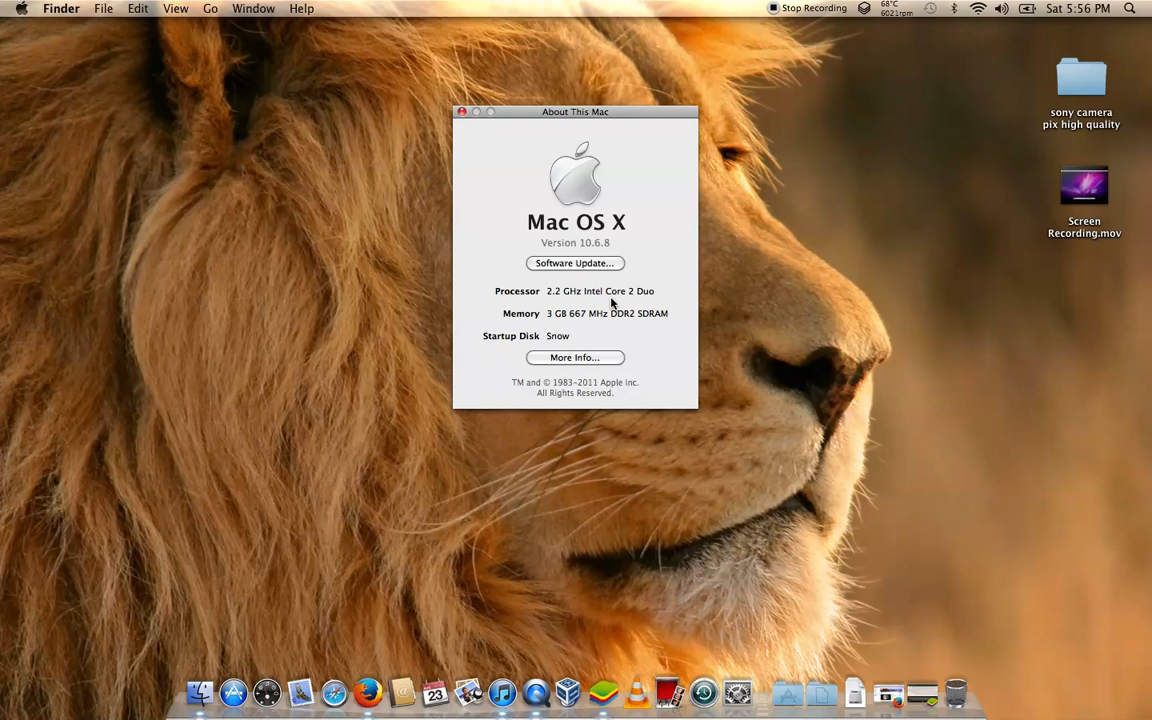 Finder File Edit View Go Window Help Stop Recording 68°C 6021rpm Sat 5:56 PM
About This Mac
Mac OS X
Version 10.6.8
Software Update...
Processor 2.2 GHz Intel Core 2 Duo
Memory 3 GB 667 MHz DDR2 SDRAM
Startup Disk Snow
More Info...
TM and © 1983-2011 Apple Inc.
All Rights Reserved.
sony camera
pix high quality
Screen
Recording.mov
23